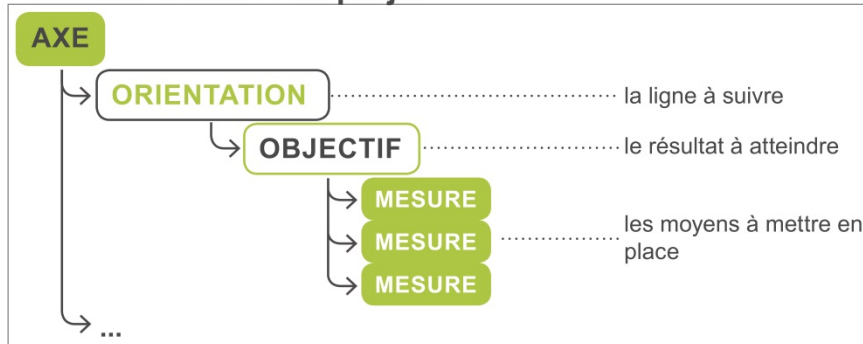 AXE
ORIENTATION la ligne à suivre
OBJECTIF le résultat à atteindre
MESURE
MESURE les moyens à mettre en
place
MESURE
...